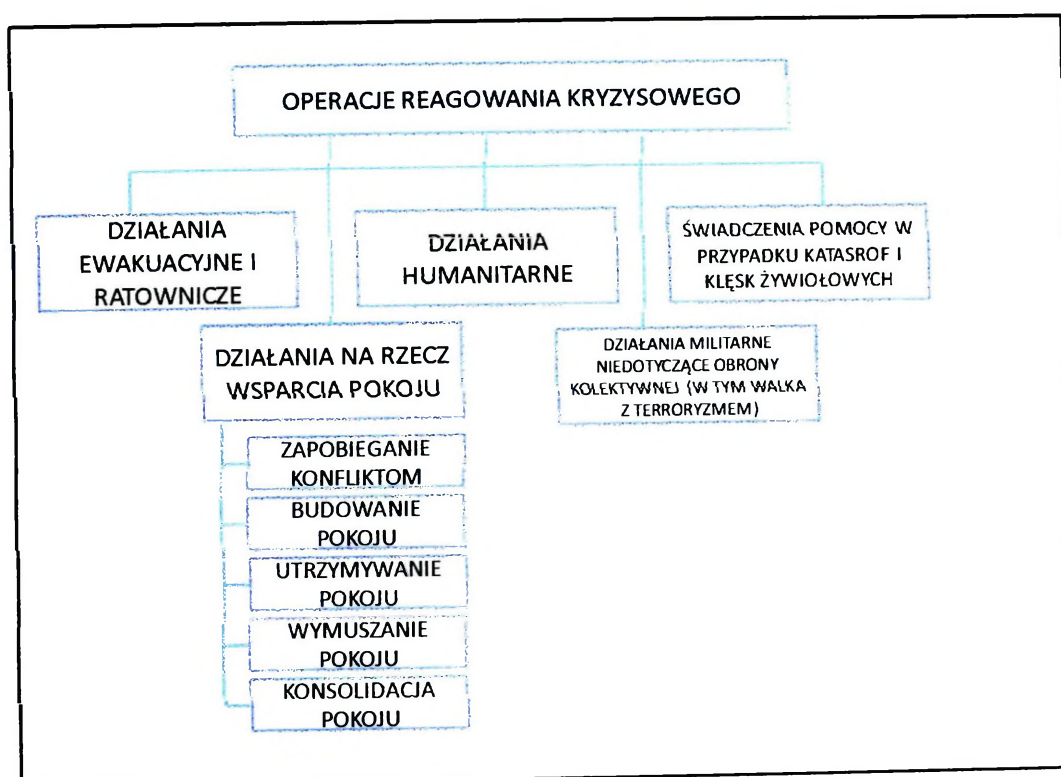 OPERACJE REAGOWANIA KRYZYSOWEGO
DZIAŁANIA
EWAKUACYJNE I
RATOWNICZE
DZIAŁANIA
HUMANITARNE
ŚWIADCZENIA POMOCY W
PRZYPADKU KATASROF I
KLĘSK ŻYWIOŁOWYCH
DZIAŁANIA NA RZECZ
WSPARCIA POKOJU
DZIAŁANIA MILITARNE
NIEDOTYCZĄCE OBRONY
KOLEKTYWNEJ (W TYM WALKA
Z TERRORYZMEM)
ZAPOBIEGANIE
KONFLIKTOM
BUDOWANIE
POKOJU
UTRZYMYWANIE
POKOJU
WYMUSZANIE
POKOJU
KONSOLIDACJA
POKOJU